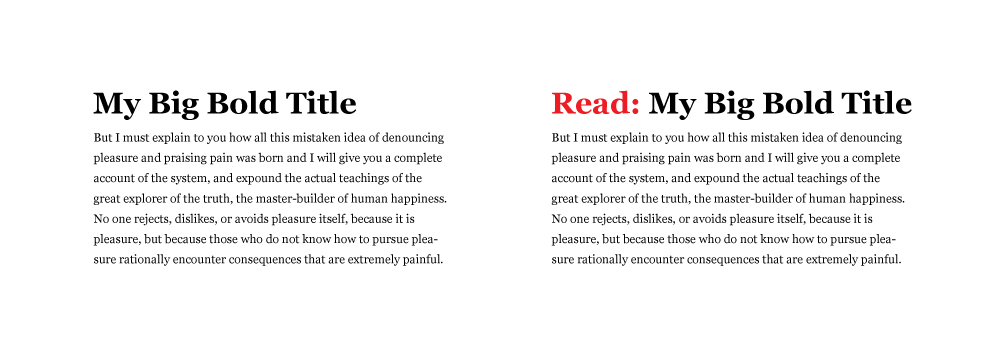 My Big Bold Title
But I must explain to you how all this mistaken idea of denouncing
pleasure and praising pain was born and I will give you a complete
account of the system, and expound the actual teachings of the
great explorer of the truth, the master-builder of human happiness.
No one rejects, dislikes, or avoids pleasure itself, because it is
pleasure, but because those who do not know how to pursue plea-
sure rationally encounter consequences that are extremely painful.
Read: My Big Bold Title
But I must explain to you how all this mistaken idea of denouncing
pleasure and praising pain was born and I will give you a complete
account of the system, and expound the actual teachings of the
great explorer of the truth, the master-builder of human happiness.
No one rejects, dislikes, or avoids pleasure itself, because it is
pleasure, but because those who do not know how to pursue plea-
sure rationally encounter consequences that are extremely painful.